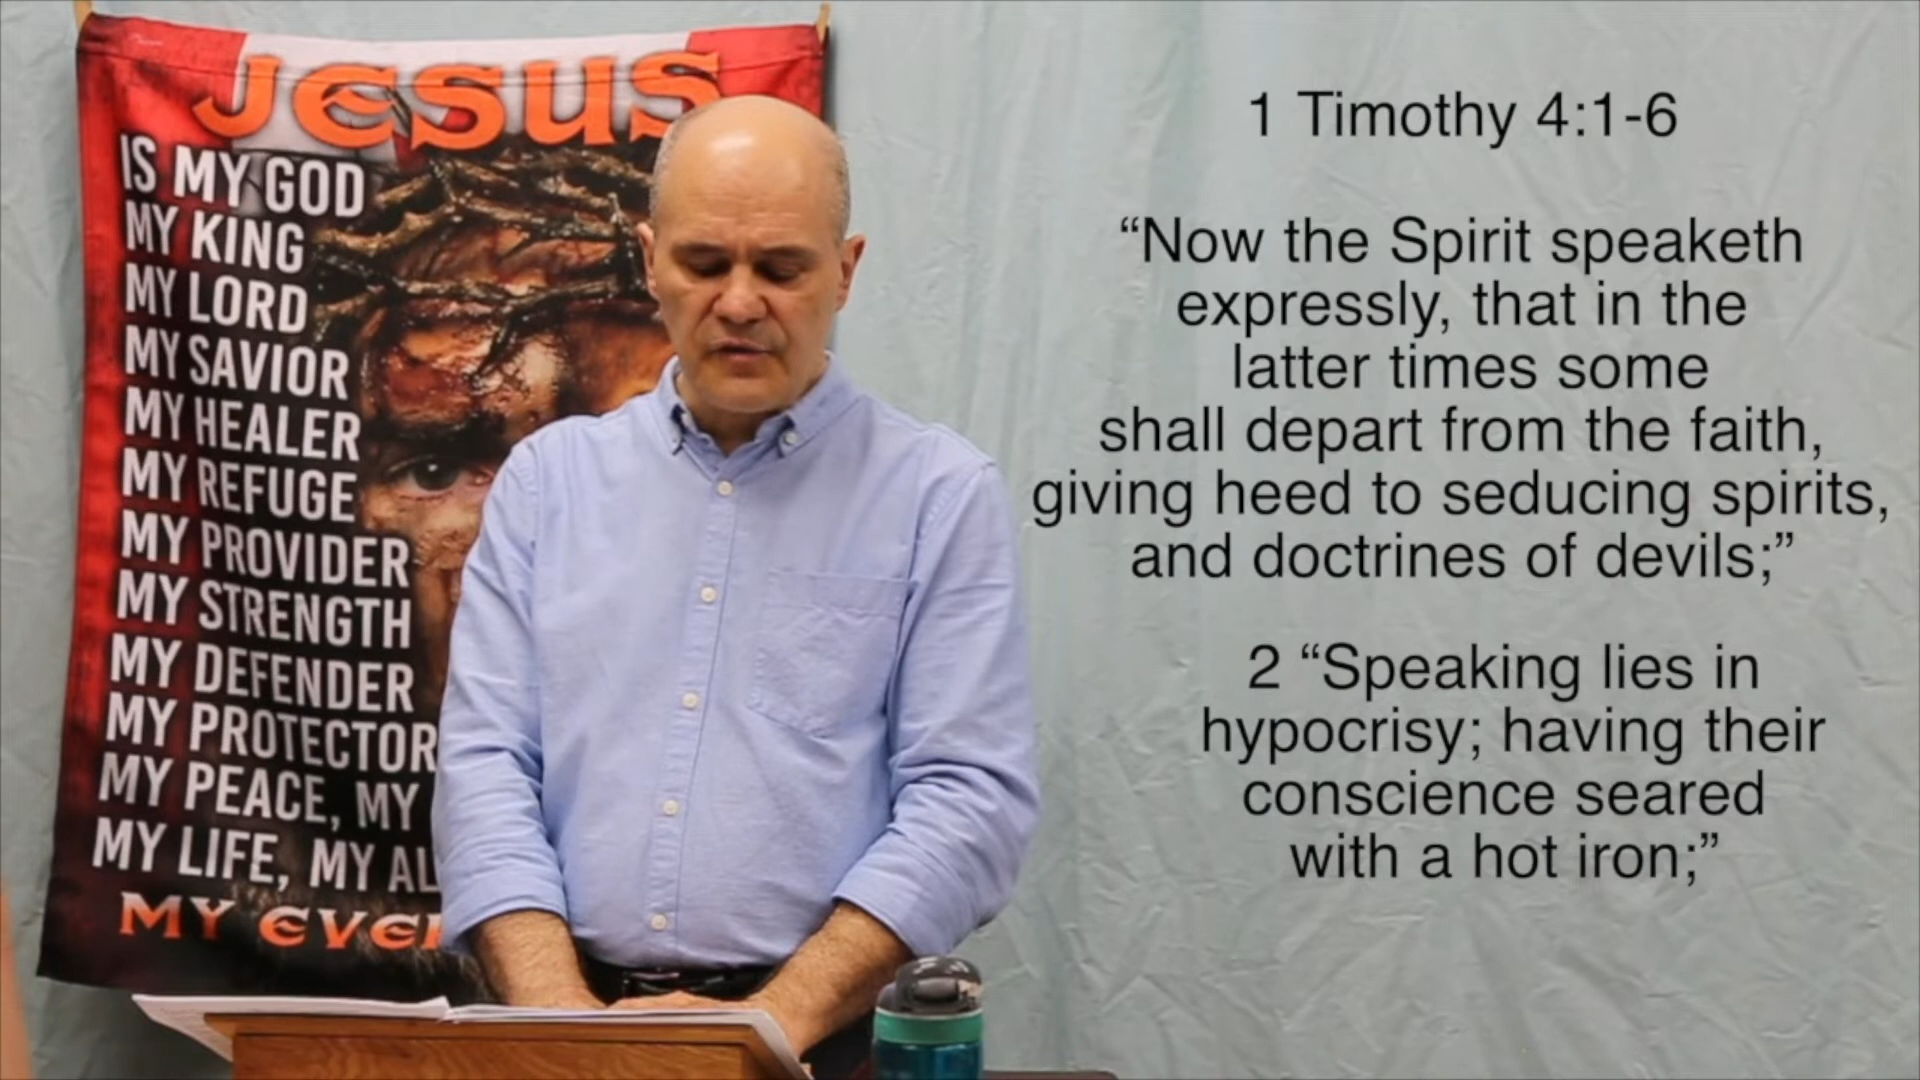 JESUS
IS MY GOD
MY KING
MY LORD
MY SAVIOR
MY HEALER
MY REFUGE
MY PROVIDER
MY STRENGTH
MY DEFENDER
MY PROTECTOR
MY PEACE, MY
MY LIFE, MY
MY
1 Timothy 4:1-6
“Now the Spirit speaketh
expressly, that in the
latter times some
shall depart from the faith,
giving heed to seducing spirits,
and doctrines of devils;”
2 “Speaking lies in
hypocrisy; having their
conscience seared
with a hot iron;”